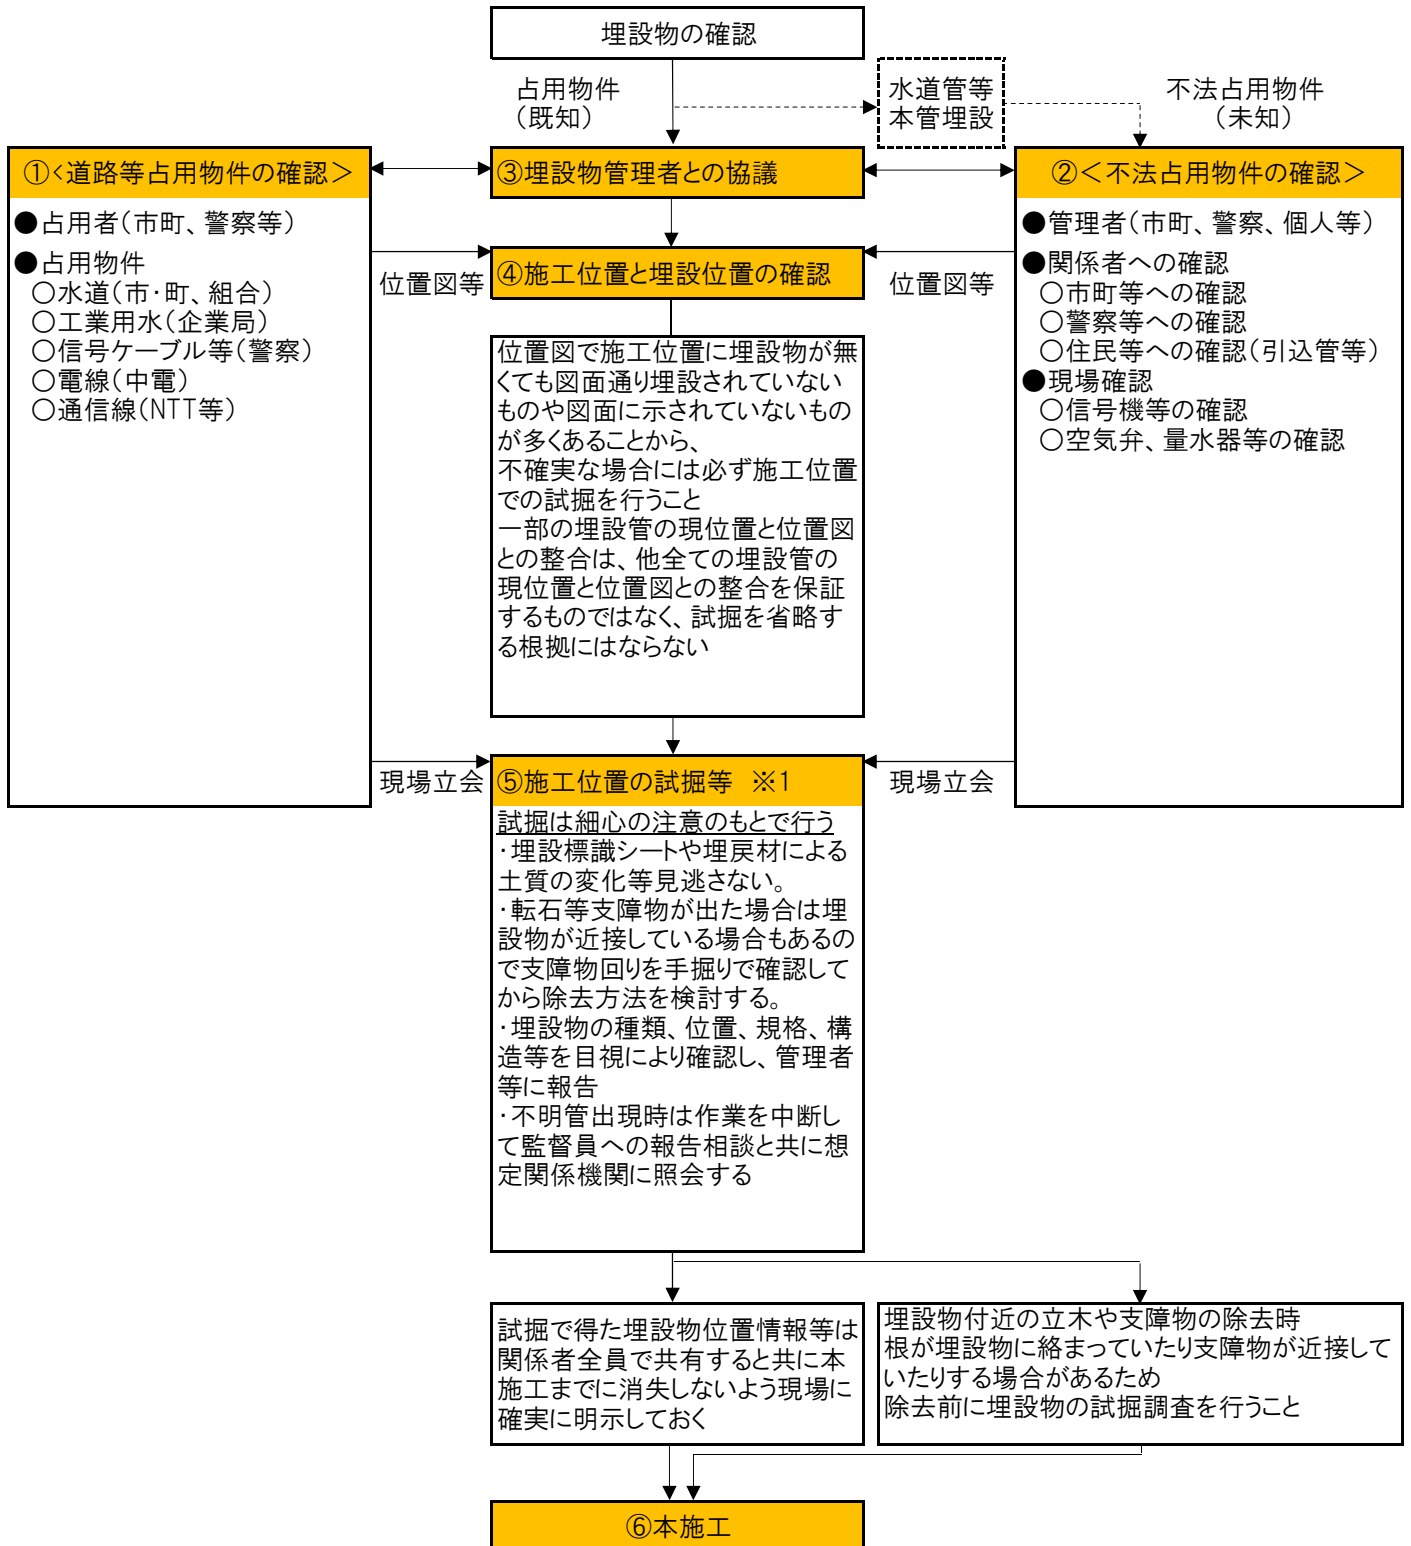 埋設物の確認
占用物件
（既知）
水道管等
本管埋設
不法占用物件
（未知）
①<道路等占用物件の確認＞
●占用者（市町、警察等）
●占用物件
○水道（市・町、組合）
○工業用水（企業局）
○信号ケーブル等（警察）
○電線（中電）
○通信線（NTT等）
③埋設物管理者との協議
②＜不法占用物件の確認＞
●管理者（市町、警察、個人等）
●関係者への確認
○市町等への確認
○警察等への確認
○住民等への確認（引込管等）
●現場確認
○信号機等の確認
○空気弁、量水器等の確認
位置図等
④施工位置と埋設位置の確認
位置図等
位置図で施工位置に埋設物が無
くても図面通り埋設されていない
ものや図面に示されていないもの
が多くあることから、
不確実な場合には必ず施工位置
での試掘を行うこと
一部の埋設管の現位置と位置図
との整合は、他全ての埋設管の
現位置と位置図との整合を保証
するものではなく、試掘を省略す
る根拠にはならない
現場立会
⑤施工位置の試掘等　※1
現場立会
試掘は細心の注意のもとで行う
・埋設標識シートや埋戻材による
土質の変化等見逃さない。
・転石等支障物が出た場合は埋
設物が近接している場合もあるの
で支障物回りを手掘りで確認して
から除去方法を検討する。
・埋設物の種類、位置、規格、構
造等を目視により確認し、管理者
等に報告
・不明管出現時は作業を中断し
て監督員への報告相談と共に想
定関係機関に照会する
試掘で得た埋設物位置情報等は
関係者全員で共有すると共に本
施工までに消失しないよう現場に
確実に明示しておく
埋設物付近の立木や支障物の除去時
根が埋設物に絡まっていたり支障物が近接して
いたりする場合があるため
除去前に埋設物の試掘調査を行うこと
⑥本施工